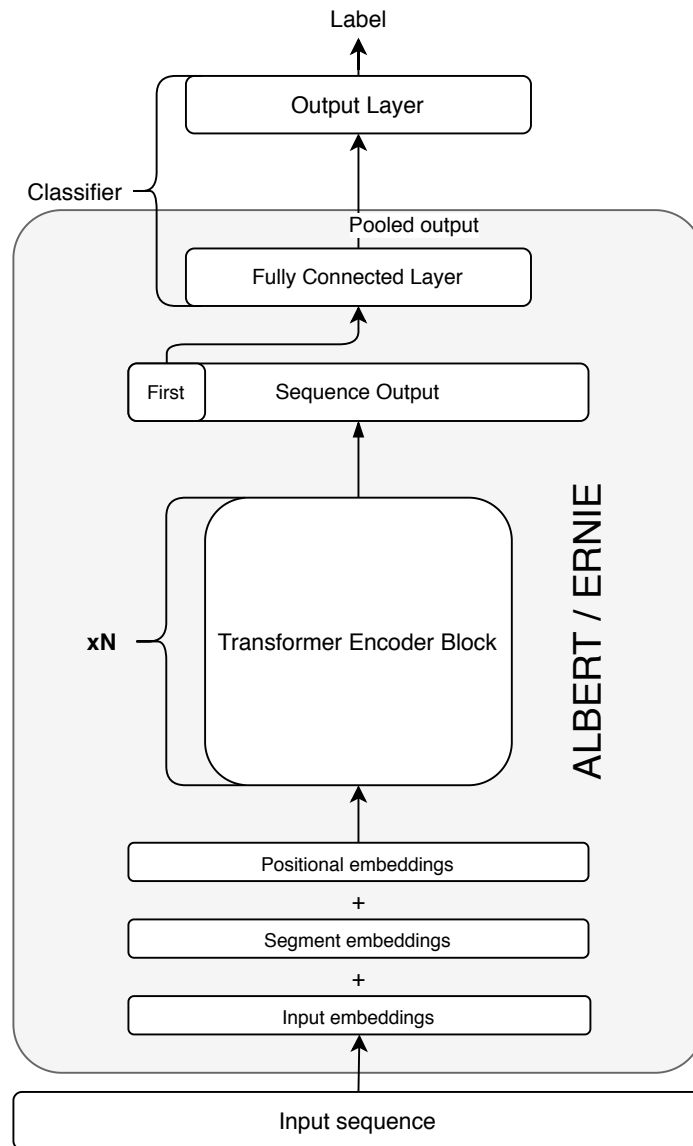 Label
Output Layer
Classifier
Pooled output
Fully Connected Layer
First
Sequence Output
xN
Transformer Encoder Block
ALBERT / ERNIE
Positional embeddings
+
Segment embeddings
+
Input embeddings
Input sequence